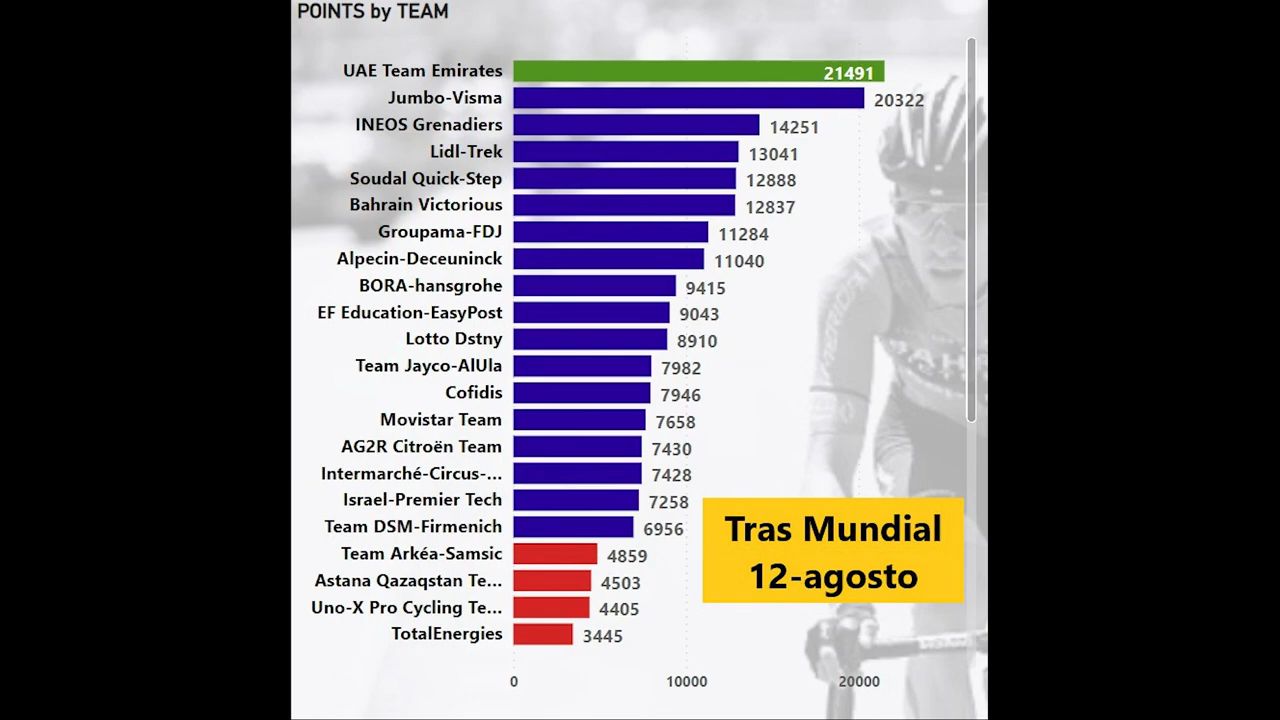 POINTS by TEAM
UAE Team Emirates 21491
Jumbo-Visma 20322
INEOS Grenadiers 14251
Lidl-Trek 13041
Soudal Quick-Step 12888
Bahrain Victorious 12837
Groupama-FDJ 11284
Alpecin-Deceuninck 11040
BORA-hansgrohe 9415
EF Education-EasyPost 9043
Lotto Dstny 8910
Team Jayco-AlUla 7982
Cofidis 7946
Movistar Team 7658
AG2R Citroën Team 7430
Intermarché-Circus-... 7428
Israel-Premier Tech 7258
Team DSM-Firmenich 6956
Team Arkéa-Samsic 4859
Astana Qazaqstan Te... 4503
Uno-X Pro Cycling Te... 4405
TotalEnergies 3445
0 10000 20000
Tras Mundial
12-agosto
MERIDA